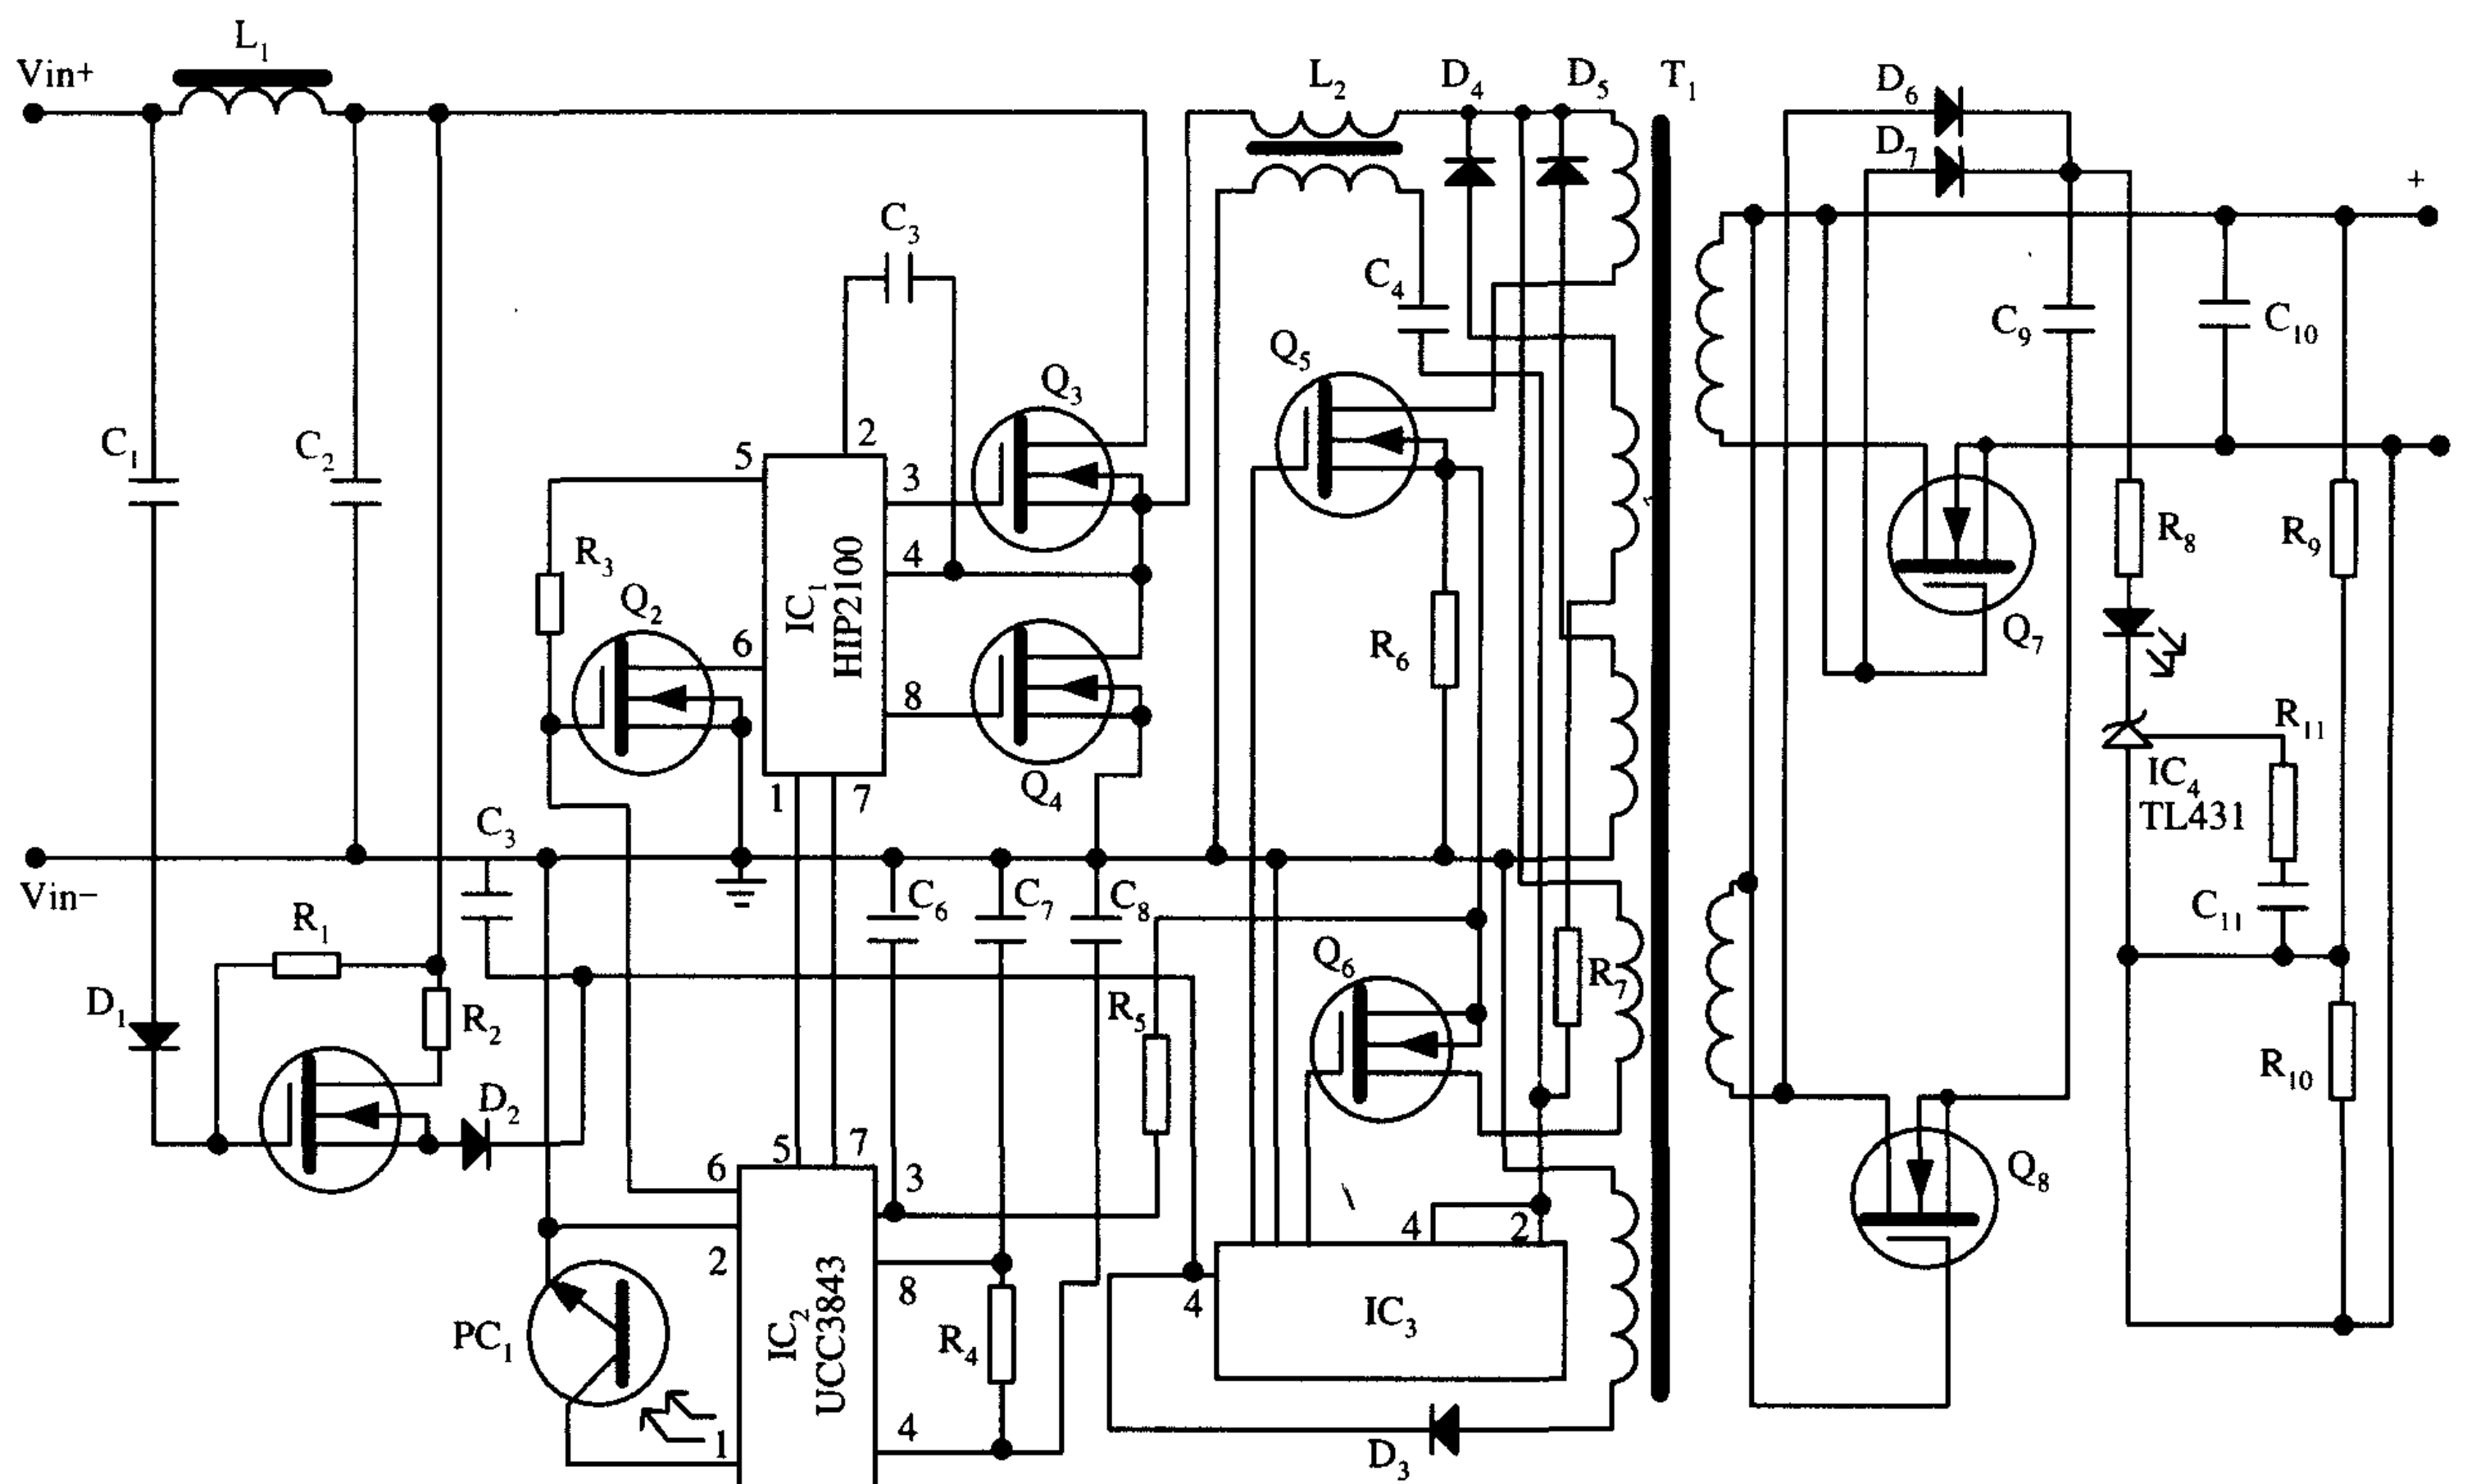 L1
Vin+
L2
D4
D5
T1
D6
D7
+
C3
C4
C9
C10
Q3
Q5
C1
C2
5
2
3
4
R3
Q2
IC1
HIP2100
6
8
R6
R8
R9
Q7
R11
IC4
TL431
1
7
Q4
C3
Vin−
C6
C7
C8
C11
R1
R2
D1
D2
R5
Q6
R7
R10
6
5
7
3
2
8
4
2
Q8
PC1
IC2
UCC3843
R4
4
IC3
1
4
D3